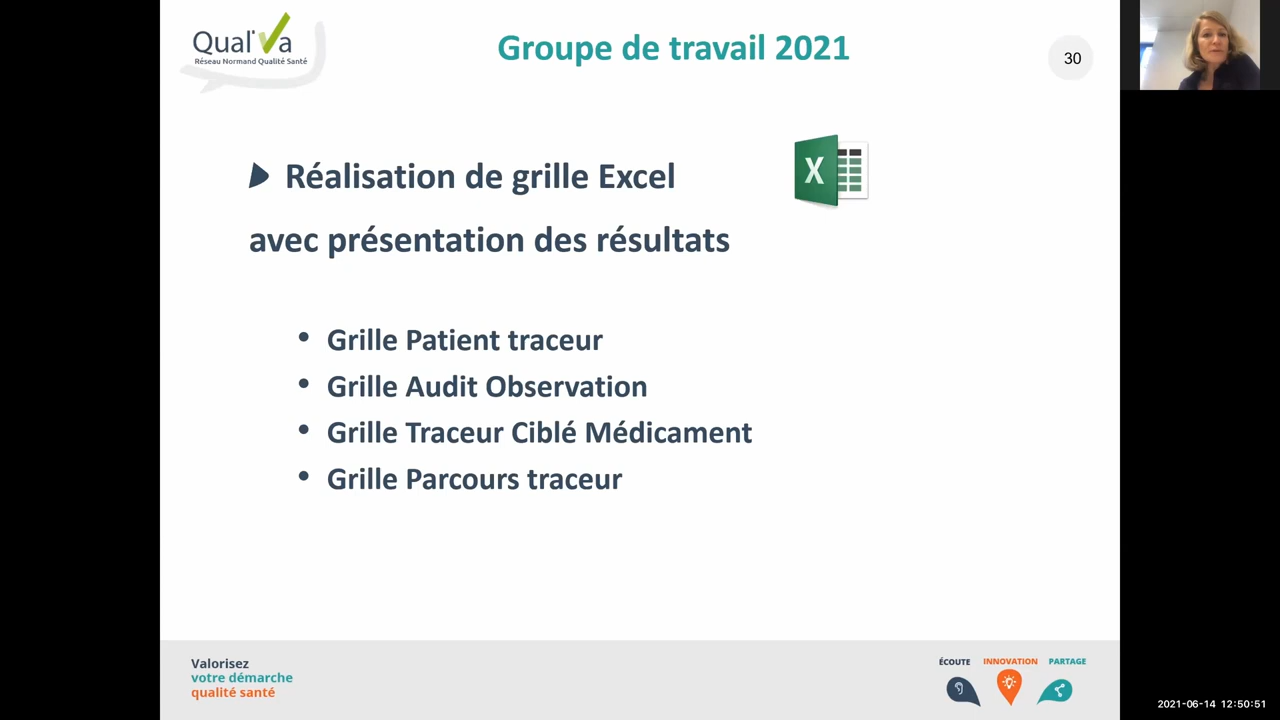 Qual'Va
Réseau Normand Qualité Santé
Groupe de travail 2021
30
Réalisation de grille Excel
avec présentation des résultats
X
• Grille Patient traceur
• Grille Audit Observation
• Grille Traceur Ciblé Médicament
• Grille Parcours traceur
Valorisez
votre démarche
qualité santé
ÉCOUTE INNOVATION PARTAGE
2021-06-14 12:50:51